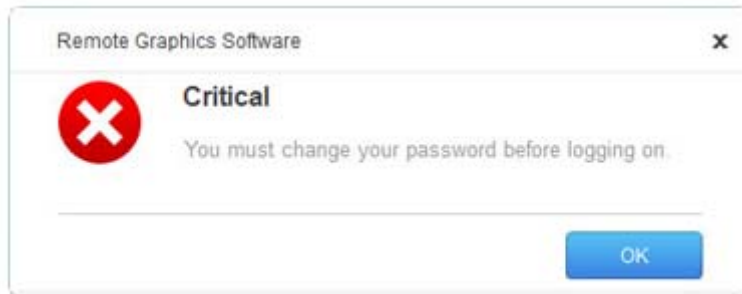 Remote Graphics Software
Critical
You must change your password before logging on.
OK